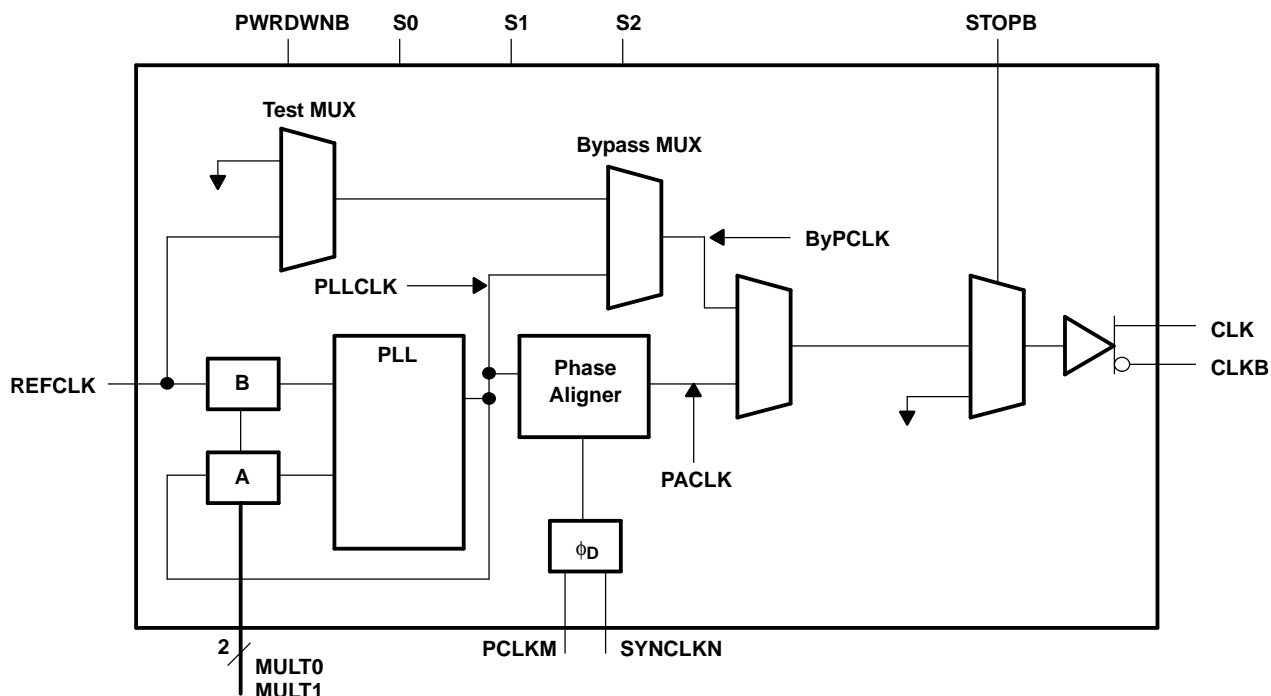 PWRDWNB S0 S1 S2 STOPB
Test MUX
Bypass MUX
ByPCLK
PLLCLK
PLL
Phase
Aligner
CLK
CLKB
REFCLK
B
A
PACLK
ϕD
2
MULT0
MULT1
PCLKM SYNCLKN